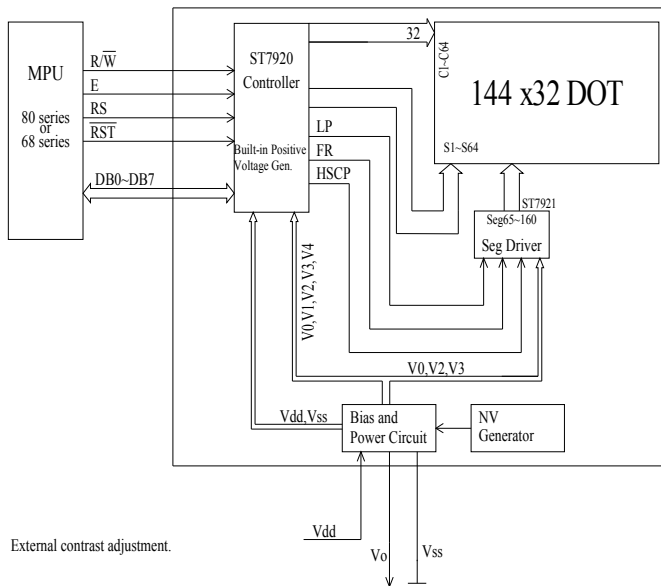 MPU
80 series
or
68 series
R/W̅
E
RS
R̅S̅T̅
DB0~DB7
ST7920
Controller
Built-in Positive
Voltage Gen.
32
LP
FR
HSCP
C1~C64
144 x32 DOT
S1~S64
ST7921
Seg65~160
Seg Driver
V0,V1,V2,V3,V4
V0,V2,V3
Vdd,Vss
Bias and
Power Circuit
NV
Generator
Vdd
Vo
Vss
External contrast adjustment.